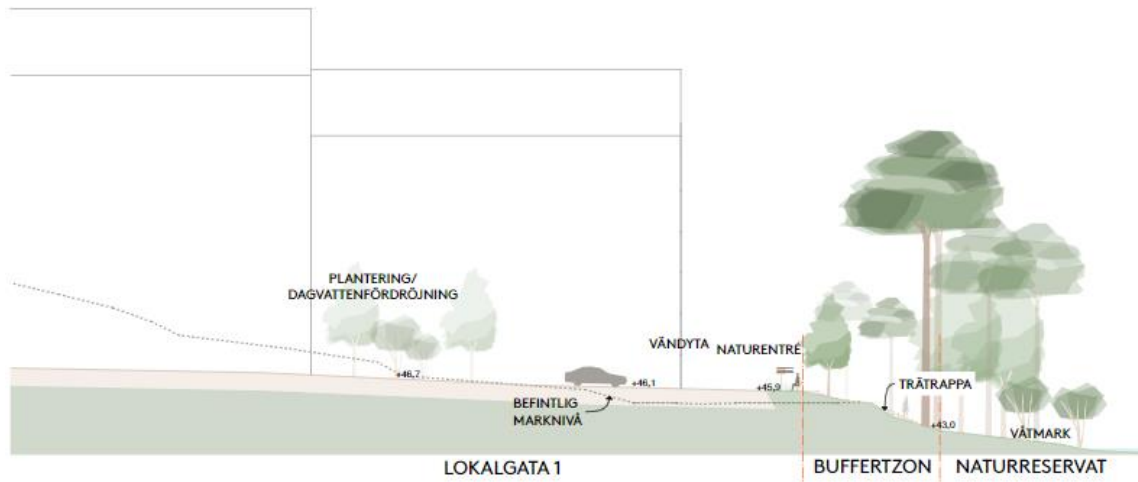 PLANTERING/
DAGVATTENFÖRDRÖJNING
VÄNDYTA
NATURENTRÉ
+46,7
+46,1
+45,9
BEFINTLIG
MARKNIVÅ
TRÄTRAPPA
+43,0
VÅTMARK
LOKALGATA 1
BUFFERTZON
NATURRESERVAT